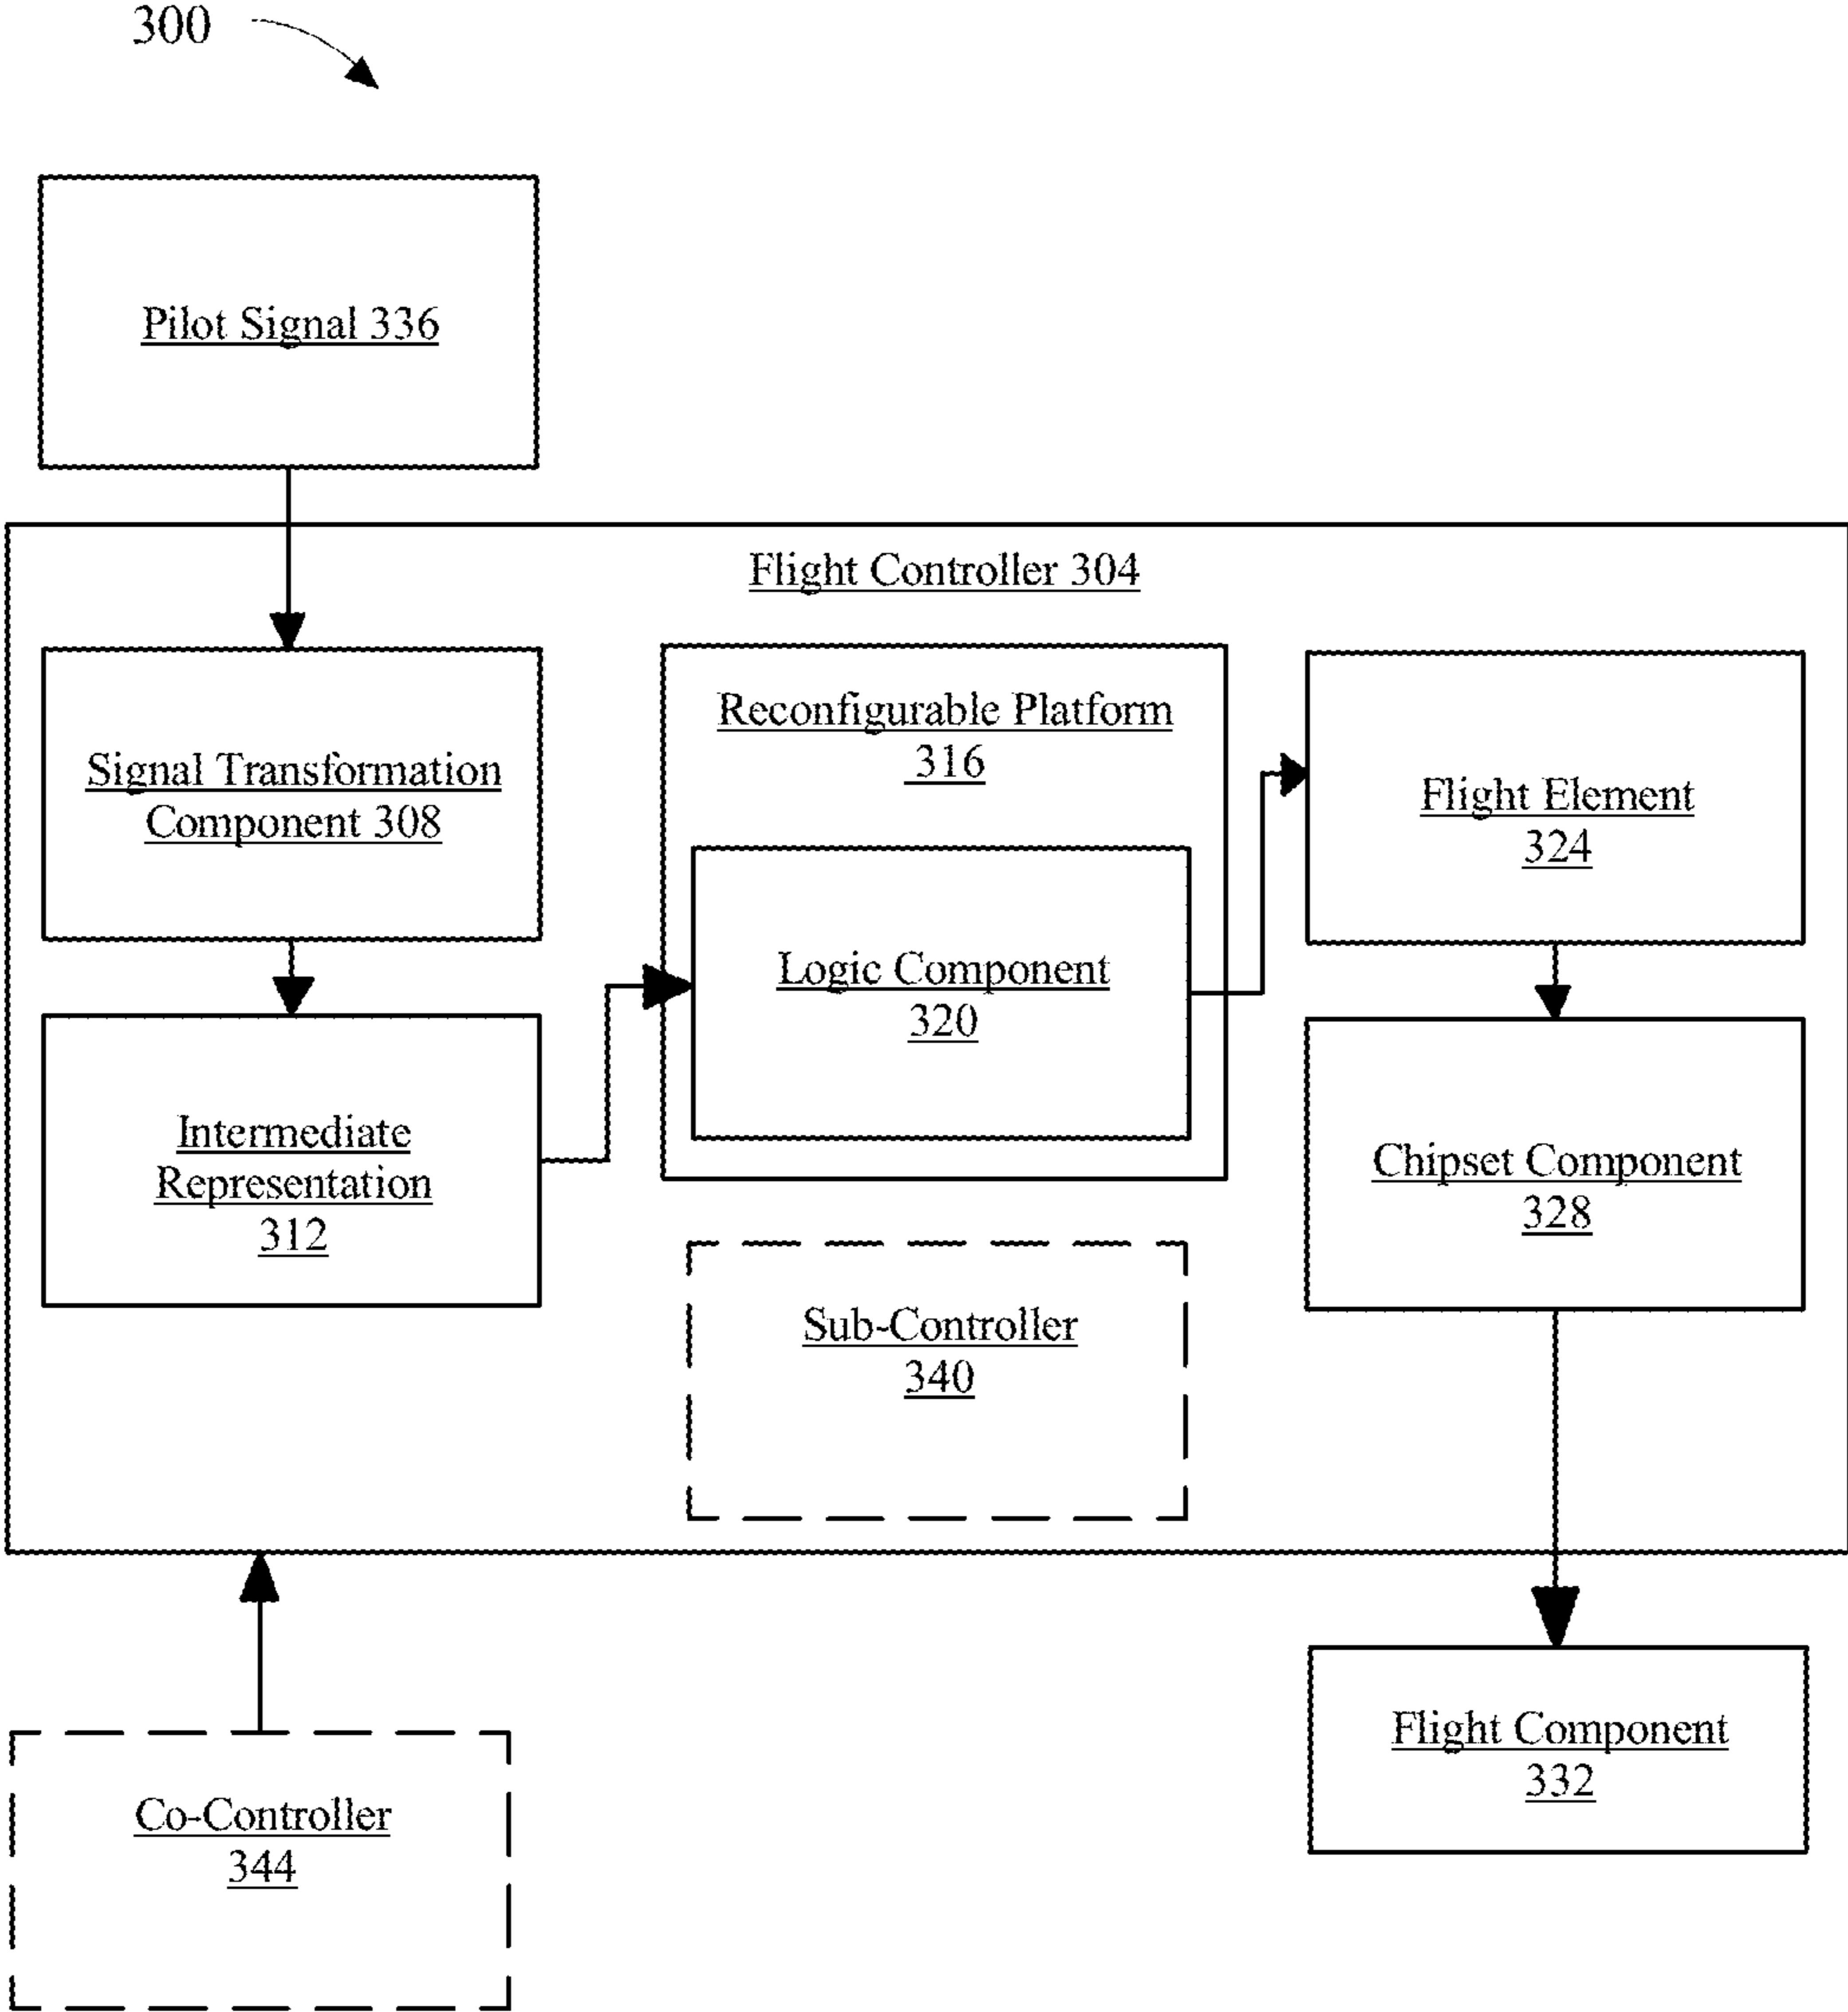 300
Pilot Signal 336
Flight Controller 304
Signal Transformation
Component 308
Intermediate
Representation
312
Reconfigurable Platform
316
Logic Component
320
Sub-Controller
340
Flight Element
324
Chipset Component
328
Co-Controller
344
Flight Component
332